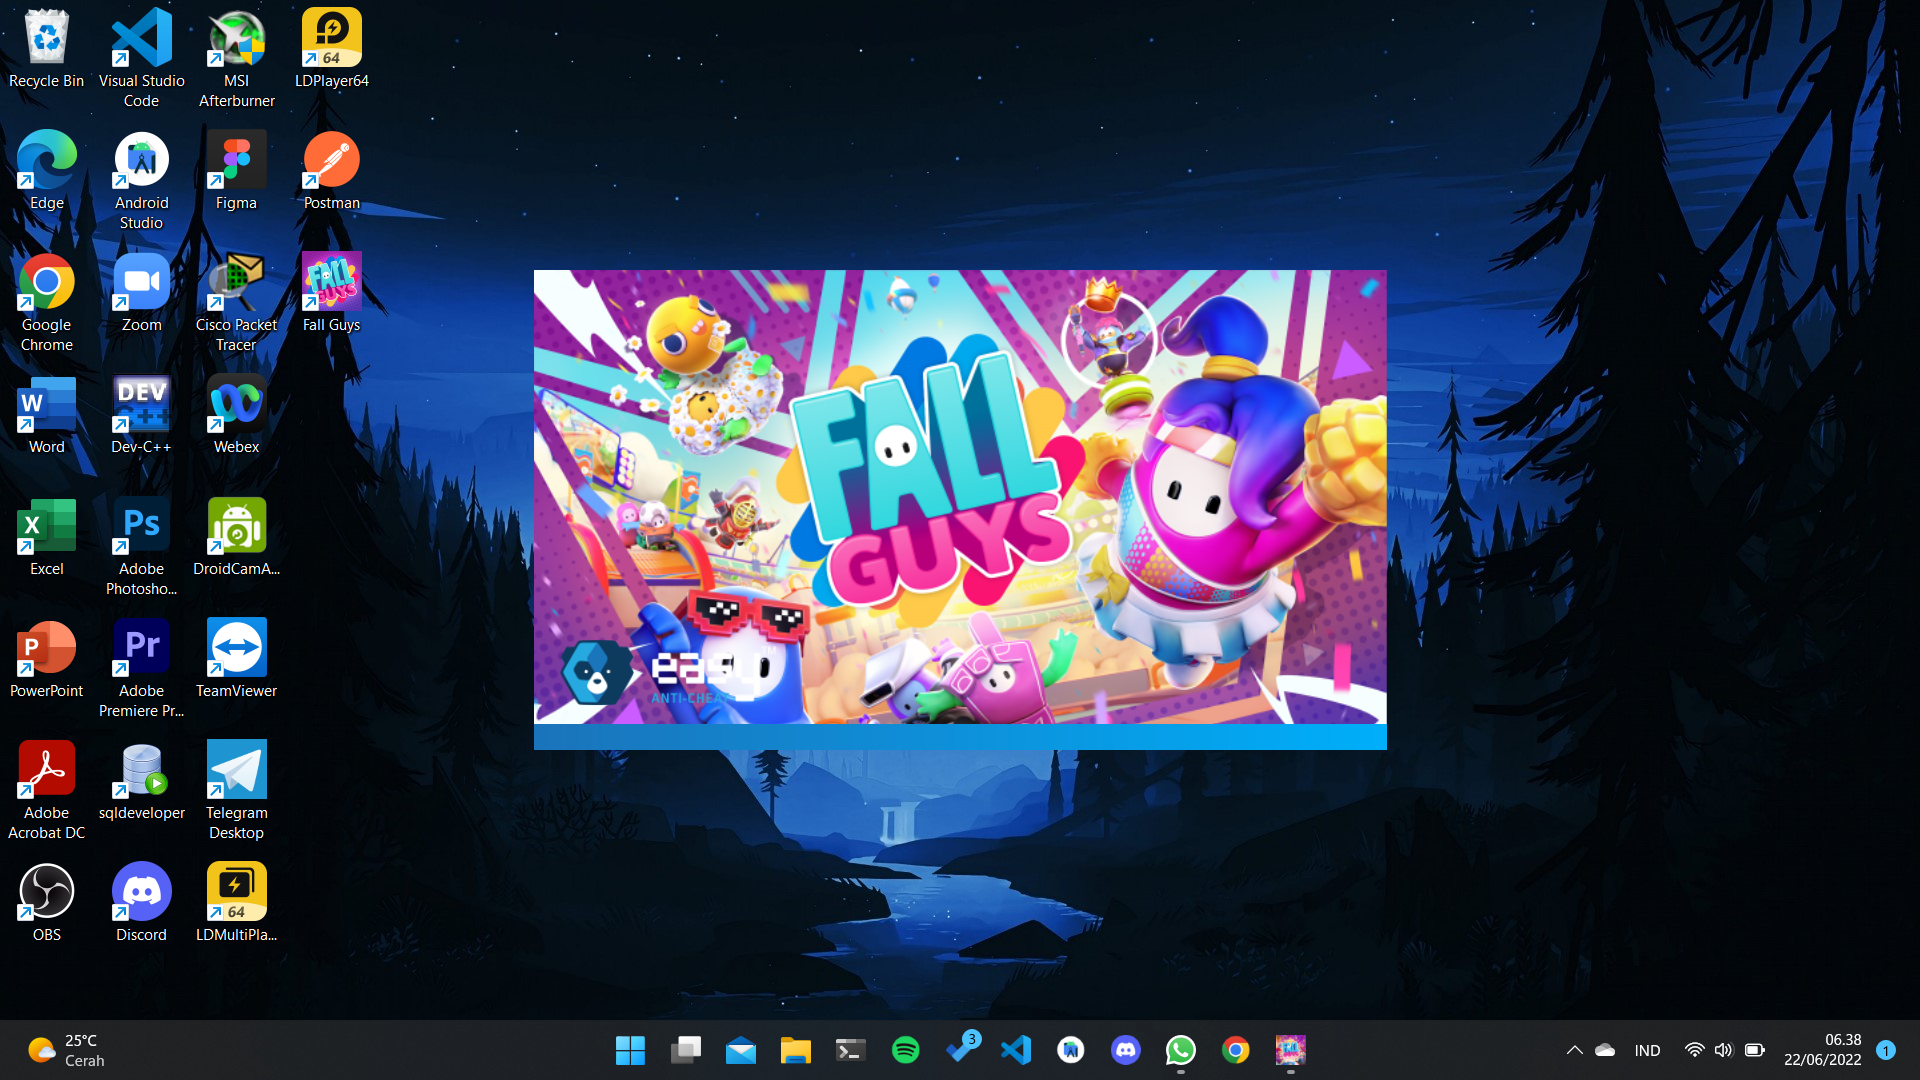 Recycle Bin
Visual Studio
Code
MSI
Afterburner
64
LDPlayer64
Edge
Android
Studio
Figma
Postman
Google
Chrome
Zoom
Cisco Packet
Tracer
FALL
GUYS
Fall Guys
W
Word
DEV
Dev-C++
Webex
X
Excel
Ps
Adobe
Photosho...
DroidCamA...
P
PowerPoint
Pr
Adobe
Premiere Pr...
TeamViewer
Adobe
Acrobat DC
sqldeveloper
Telegram
Desktop
OBS
Discord
64
LDMultiPla...
FALL
GUYS
easy™
ANTI-CHEAT
25°C
Cerah
3
IND
06.38
22/06/2022
1